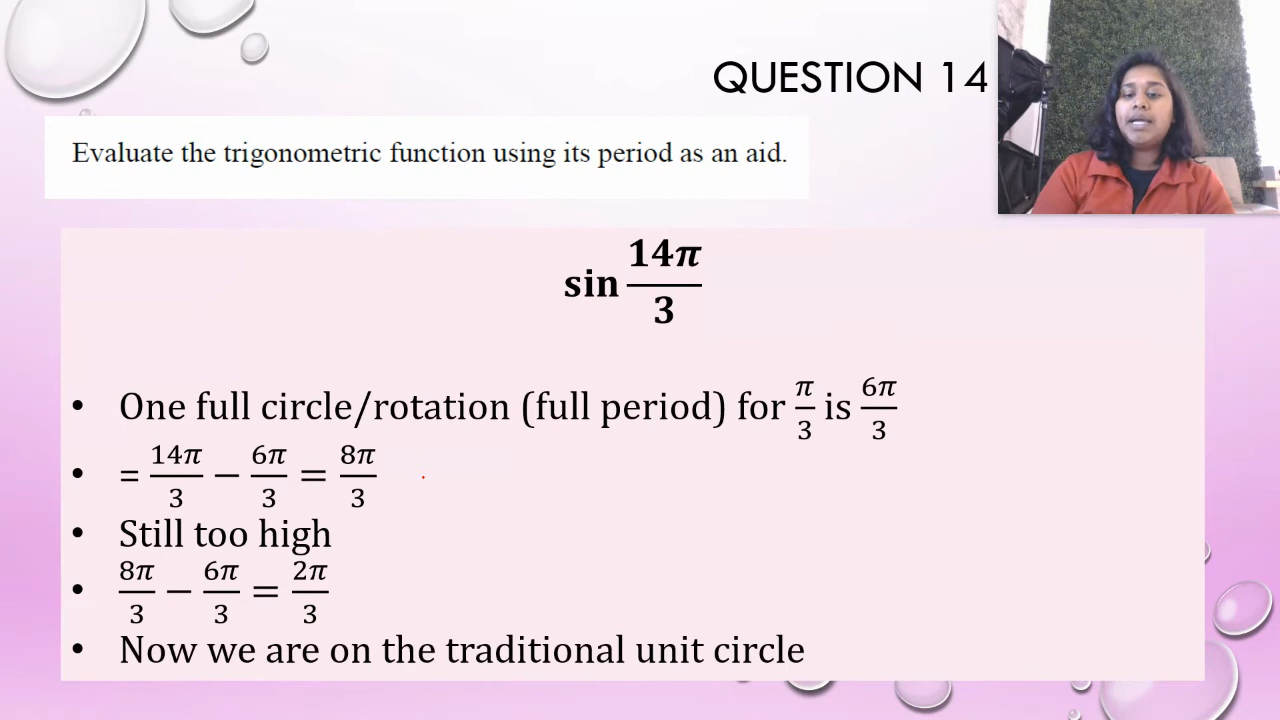 QUESTION 14
Evaluate the trigonometric function using its period as an aid.
sin 14π/3
• One full circle/rotation (full period) for π/3 is 6π/3
• = 14π/3 − 6π/3 = 8π/3
• Still too high
• 8π/3 − 6π/3 = 2π/3
• Now we are on the traditional unit circle